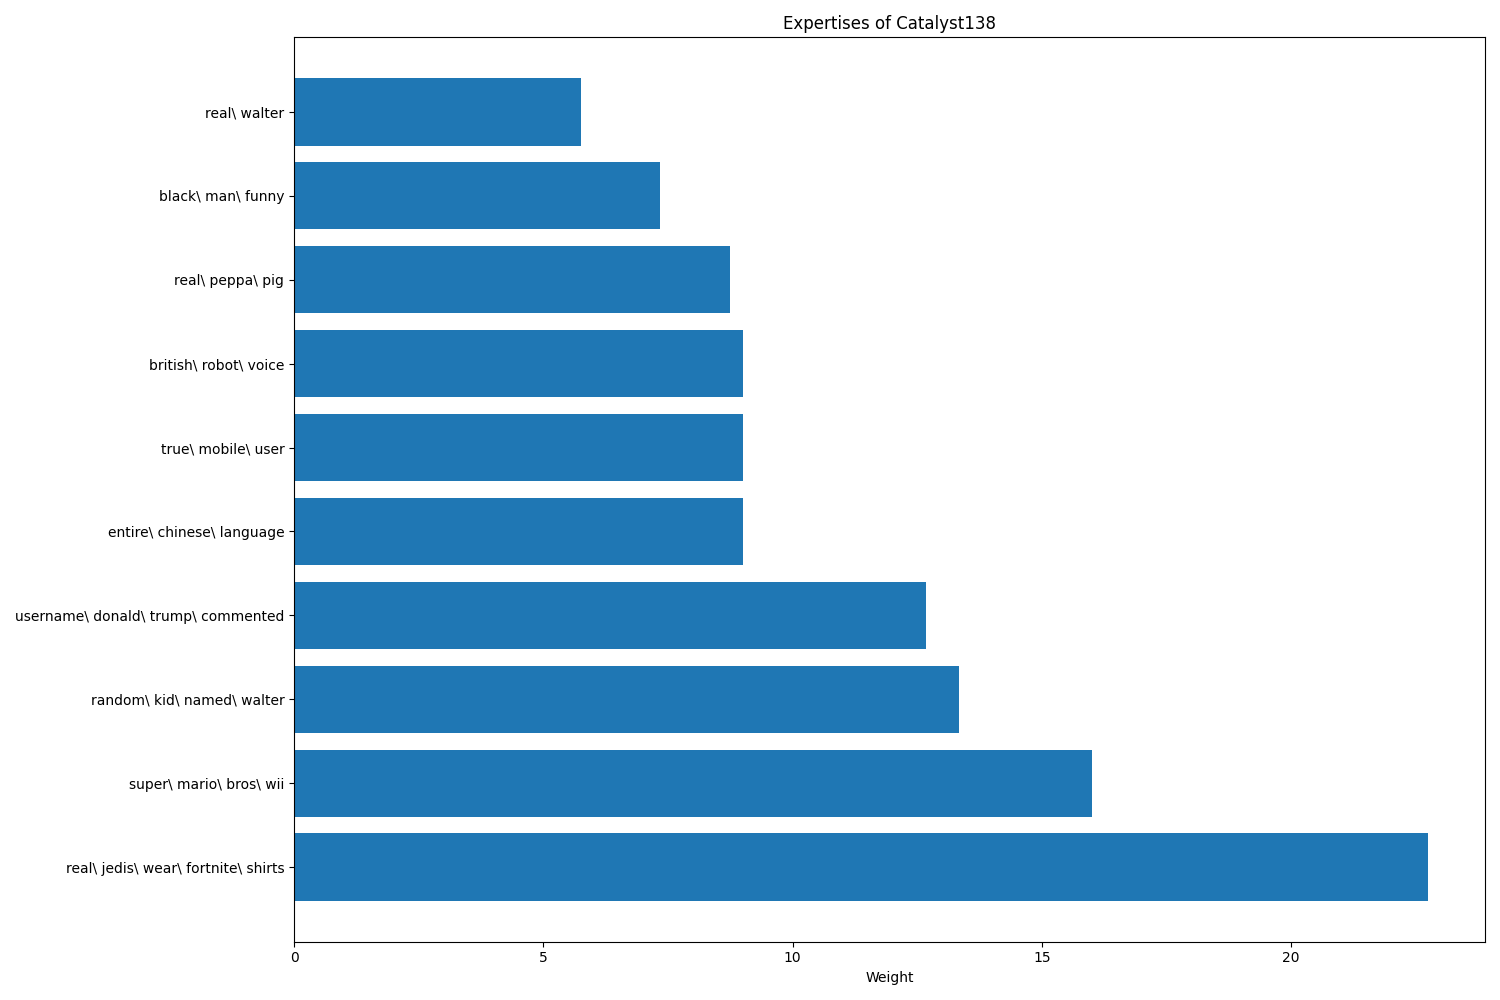 Expertises of Catalyst138
real\ walter
black\ man\ funny
real\ peppa\ pig
british\ robot\ voice
true\ mobile\ user
entire\ chinese\ language
username\ donald\ trump\ commented
random\ kid\ named\ walter
super\ mario\ bros\ wii
real\ jedis\ wear\ fortnite\ shirts
0 5 10 15 20
Weight